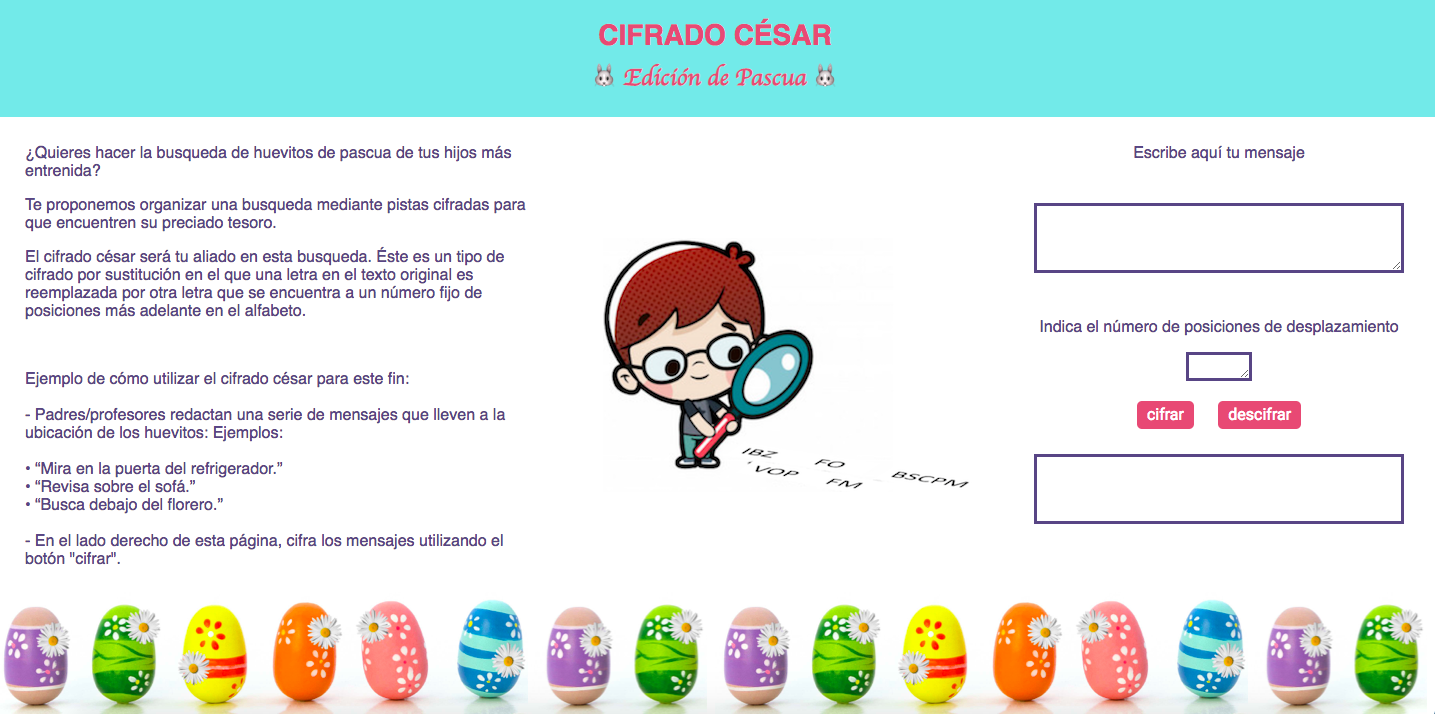 CIFRADO CÉSAR
Edición de Pascua
¿Quieres hacer la busqueda de huevitos de pascua de tus hijos más
entrenida?
Te proponemos organizar una busqueda mediante pistas cifradas para
que encuentren su preciado tesoro.
El cifrado césar será tu aliado en esta busqueda. Éste es un tipo de
cifrado por sustitución en el que una letra en el texto original es
reemplazada por otra letra que se encuentra a un número fijo de
posiciones más adelante en el alfabeto.
Ejemplo de cómo utilizar el cifrado césar para este fin:
- Padres/profesores redactan una serie de mensajes que lleven a la
ubicación de los huevitos: Ejemplos:
• “Mira en la puerta del refrigerador.”
• “Revisa sobre el sofá.”
• “Busca debajo del florero.”
- En el lado derecho de esta página, cifra los mensajes utilizando el
botón "cifrar".
IBZ FO BSCPM
VOP FM
Escribe aquí tu mensaje
Indica el número de posiciones de desplazamiento
cifrar descifrar